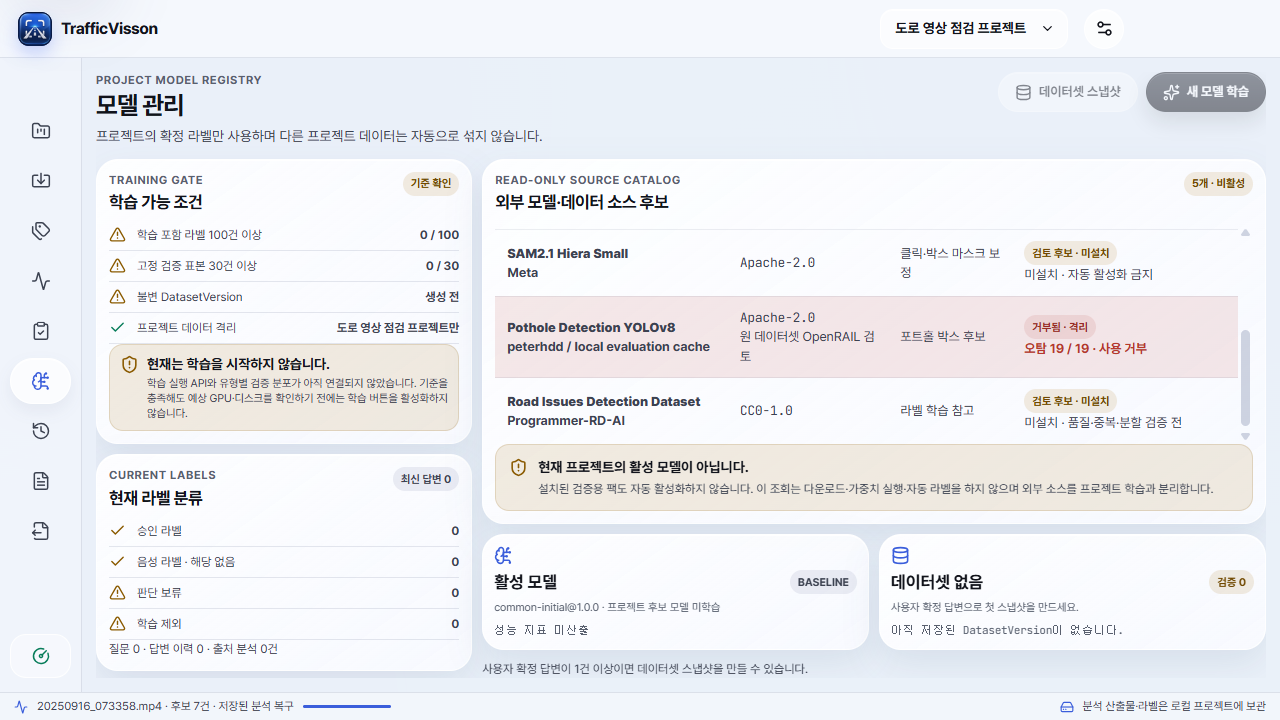 TrafficVisson
도로 영상 점검 프로젝트
PROJECT MODEL REGISTRY
모델 관리
프로젝트의 확정 라벨만 사용하며 다른 프로젝트 데이터는 자동으로 섞지 않습니다.
데이터셋 스냅샷
새 모델 학습
TRAINING GATE
학습 가능 조건
기준 확인
학습 포함 라벨 100건 이상
0 / 100
고정 검증 표본 30건 이상
0 / 30
불변 DatasetVersion
생성 전
프로젝트 데이터 격리
도로 영상 점검 프로젝트만
현재는 학습을 시작하지 않습니다.
학습 실행 API와 유형별 검증 분포가 아직 연결되지 않았습니다. 기준을
충족해도 예상 GPU·디스크를 확인하기 전에는 학습 버튼을 활성화하지
않습니다.
CURRENT LABELS
현재 라벨 분류
최신 답변 0
승인 라벨
0
음성 라벨 · 해당 없음
0
판단 보류
0
학습 제외
0
질문 0 · 답변 이력 0 · 출처 분석 0건
READ-ONLY SOURCE CATALOG
외부 모델·데이터 소스 후보
5개 · 비활성
SAM2.1 Hiera Small
Meta
Apache-2.0
클릭·박스 마스크 보
정
검토 후보 · 미설치
미설치 · 자동 활성화 금지
Pothole Detection YOLOv8
peterhdd / local evaluation cache
Apache-2.0
원 데이터셋 OpenRAIL 검
토
포트홀 박스 후보
거부됨 · 격리
오탐 19 / 19 · 사용 거부
Road Issues Detection Dataset
Programmer-RD-AI
CC0-1.0
라벨 학습 참고
검토 후보 · 미설치
미설치 · 품질·중복·분할 검증 전
현재 프로젝트의 활성 모델이 아닙니다.
설치된 검증용 팩도 자동 활성화하지 않습니다. 이 조회는 다운로드·가중치 실행·자동 라벨을 하지 않으며 외부 소스를 프로젝트 학습과 분리합니다.
활성 모델
BASELINE
common-initial@1.0.0 · 프로젝트 후보 모델 미학습
성능 지표 미산출
데이터셋 없음
검증 0
사용자 확정 답변으로 첫 스냅샷을 만드세요.
아직 저장된 DatasetVersion이 없습니다.
사용자 확정 답변이 1건 이상이면 데이터셋 스냅샷을 만들 수 있습니다.
20250916_073358.mp4 · 후보 7건 · 저장된 분석 복구
분석 산출물·라벨은 로컬 프로젝트에 보관